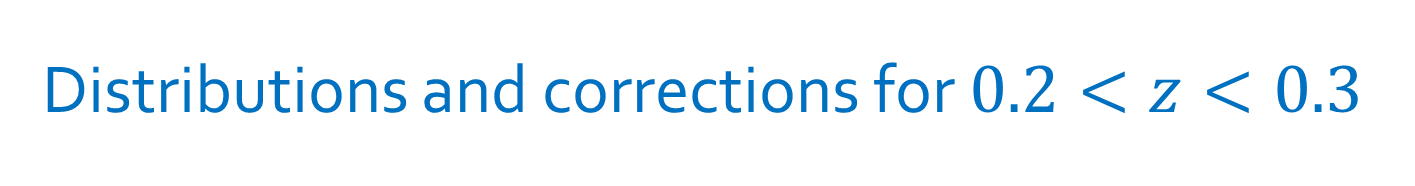 Distributions and corrections for 0.2 < z < 0.3